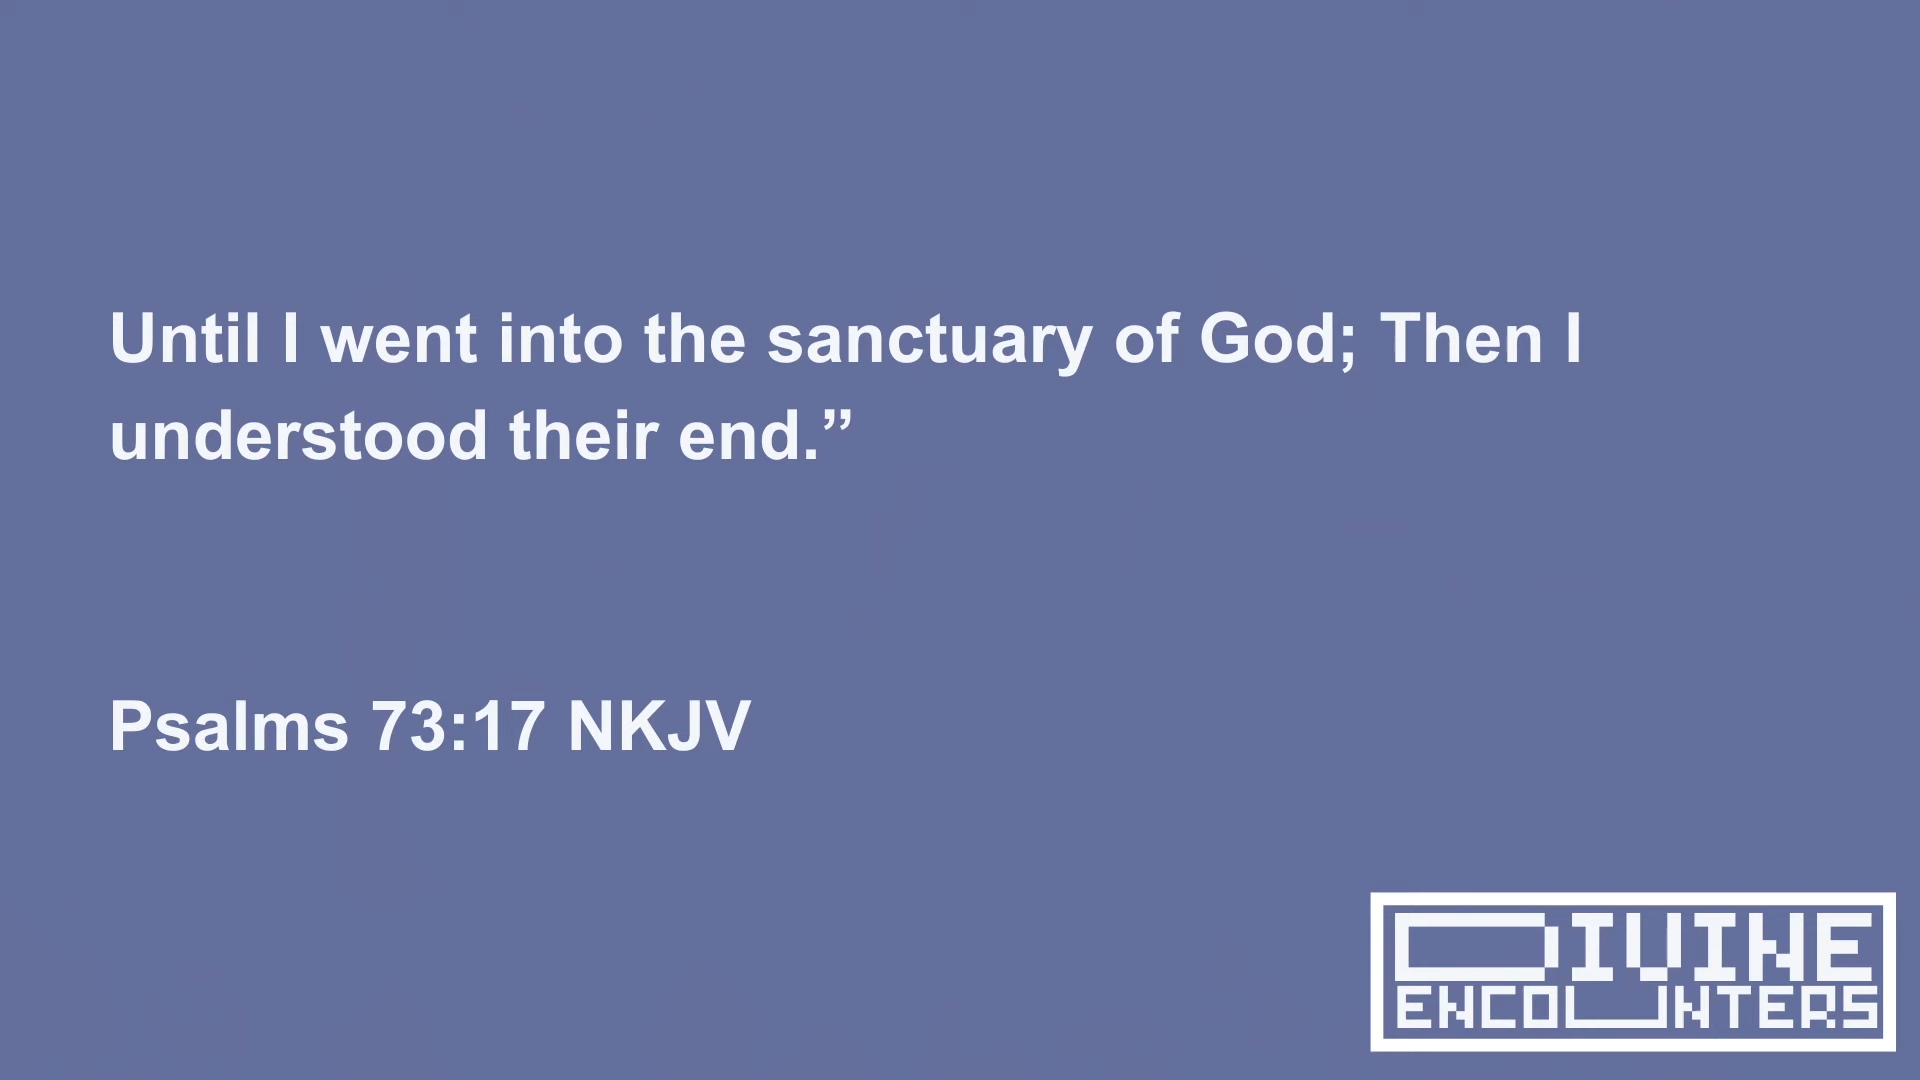 Until I went into the sanctuary of God; Then I
understood their end.”
Psalms 73:17 NKJV
DIVINE
ENCOUNTERS